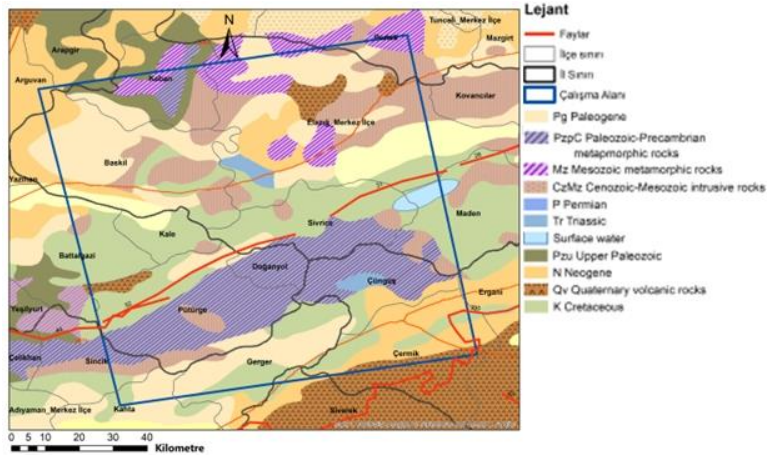 N
Tunceli_Merkez İlçe
Arapgir
Mazgirt
Arguvan
Keban
Kovancılar
Elazığ_Merkez İlçe
Baskil
Yazıhan
Sivrice
Maden
Kale
Battalgazi
Doğanyol
Çüngüş
Ergani
Yeşilyurt
Pütürge
Çelikhan
Sincik
Gerger
Çermik
Adıyaman_Merkez İlçe
Kahta
Siverek
0 5 10 20 30 40
Kilometre
Lejant
Faylar
İlçe sınırı
İl Sınırı
Çalışma Alanı
Pg Paleogene
PzpC Paleozoic-Precambrian
metapmorphic rocks
Mz Mesozoic metamorphic rocks
CzMz Cenozoic-Mesozoic intrusive rocks
P Permian
Tr Triassic
Surface water
Pzu Upper Paleozoic
N Neogene
Qv Quaternary volcanic rocks
K Cretaceous